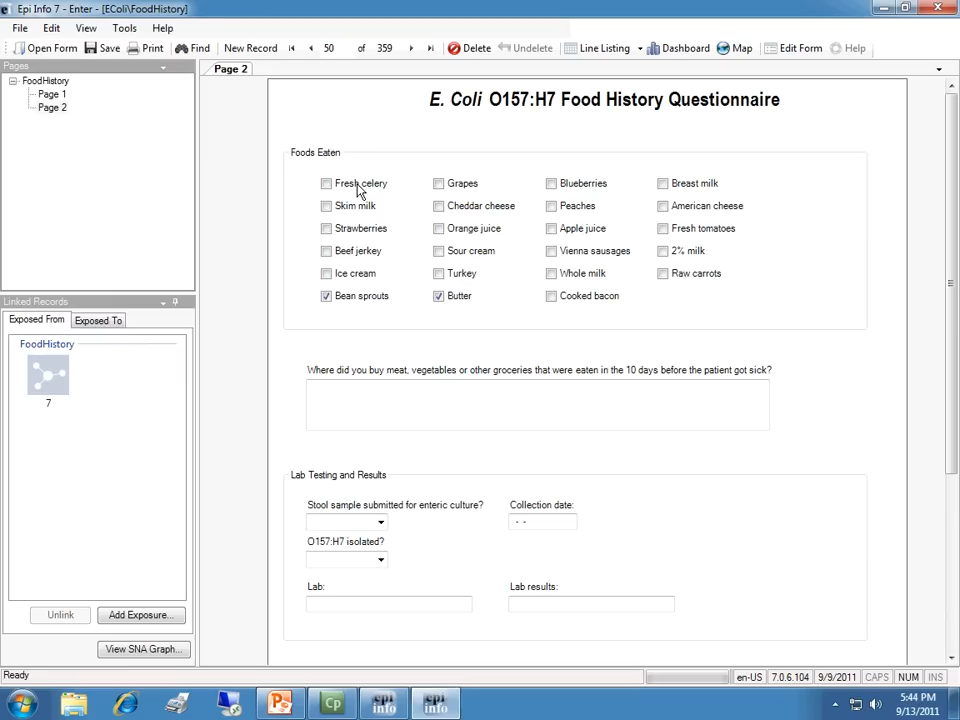 Epi Info 7 - Enter - [EColi\FoodHistory]
File Edit View Tools Help
Open Form Save Print Find New Record 50 of 359 Delete Undelete Line Listing Dashboard Map Edit Form Help
Pages
FoodHistory
Page 1
Page 2
Linked Records
Exposed From Exposed To
FoodHistory
7
Unlink Add Exposure...
View SNA Graph...
Page 2
E. Coli O157:H7 Food History Questionnaire
Foods Eaten
Fresh celery Grapes Blueberries Breast milk
Skim milk Cheddar cheese Peaches American cheese
Strawberries Orange juice Apple juice Fresh tomatoes
Beef jerkey Sour cream Vienna sausages 2% milk
Ice cream Turkey Whole milk Raw carrots
Bean sprouts Butter Cooked bacon
Where did you buy meat, vegetables or other groceries that were eaten in the 10 days before the patient got sick?
Lab Testing and Results
Stool sample submitted for enteric culture? Collection date:
- -
O157:H7 isolated?
Lab: Lab results:
Ready en-US 7.0.6.104 9/9/2011 CAPS NUM INS
Cp epi info epi info
5:44 PM
9/13/2011